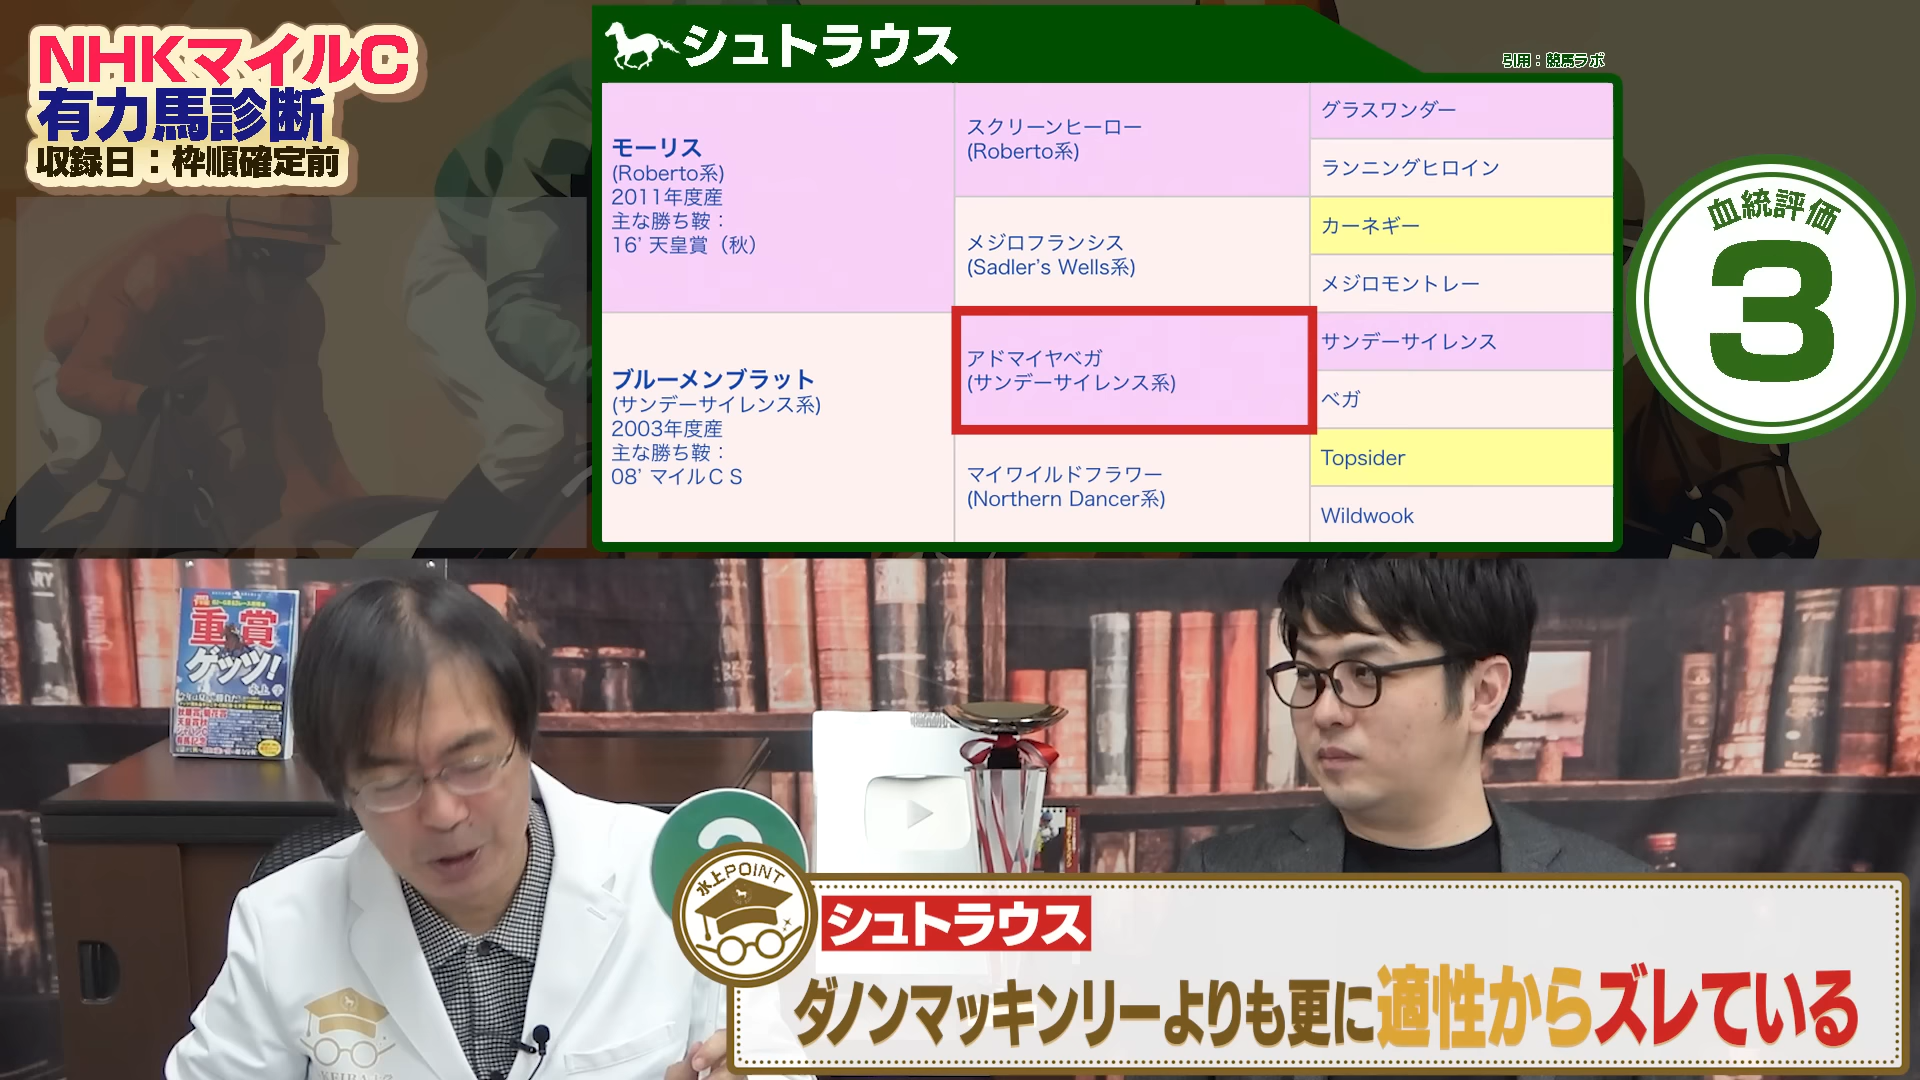 NHKマイルC
有力馬診断
収録日：枠順確定前
シュトラウス
引用：競馬ラボ
モーリス
(Roberto系)
2011年度産
主な勝ち鞍：
16’ 天皇賞（秋）
ブルーメンブラット
(サンデーサイレンス系)
2003年度産
主な勝ち鞍：
08’ マイルＣＳ
スクリーンヒーロー
(Roberto系)
メジロフランシス
(Sadler’s Wells系)
アドマイヤベガ
(サンデーサイレンス系)
マイワイルドフラワー
(Northern Dancer系)
グラスワンダー
ランニングヒロイン
カーネギー
メジロモントレー
サンデーサイレンス
ベガ
Topsider
Wildwook
血統評価
3
重賞
ゲッツ!
水上 学
水上POINT
シュトラウス
ダノンマッキンリーよりも更に適性からズレている